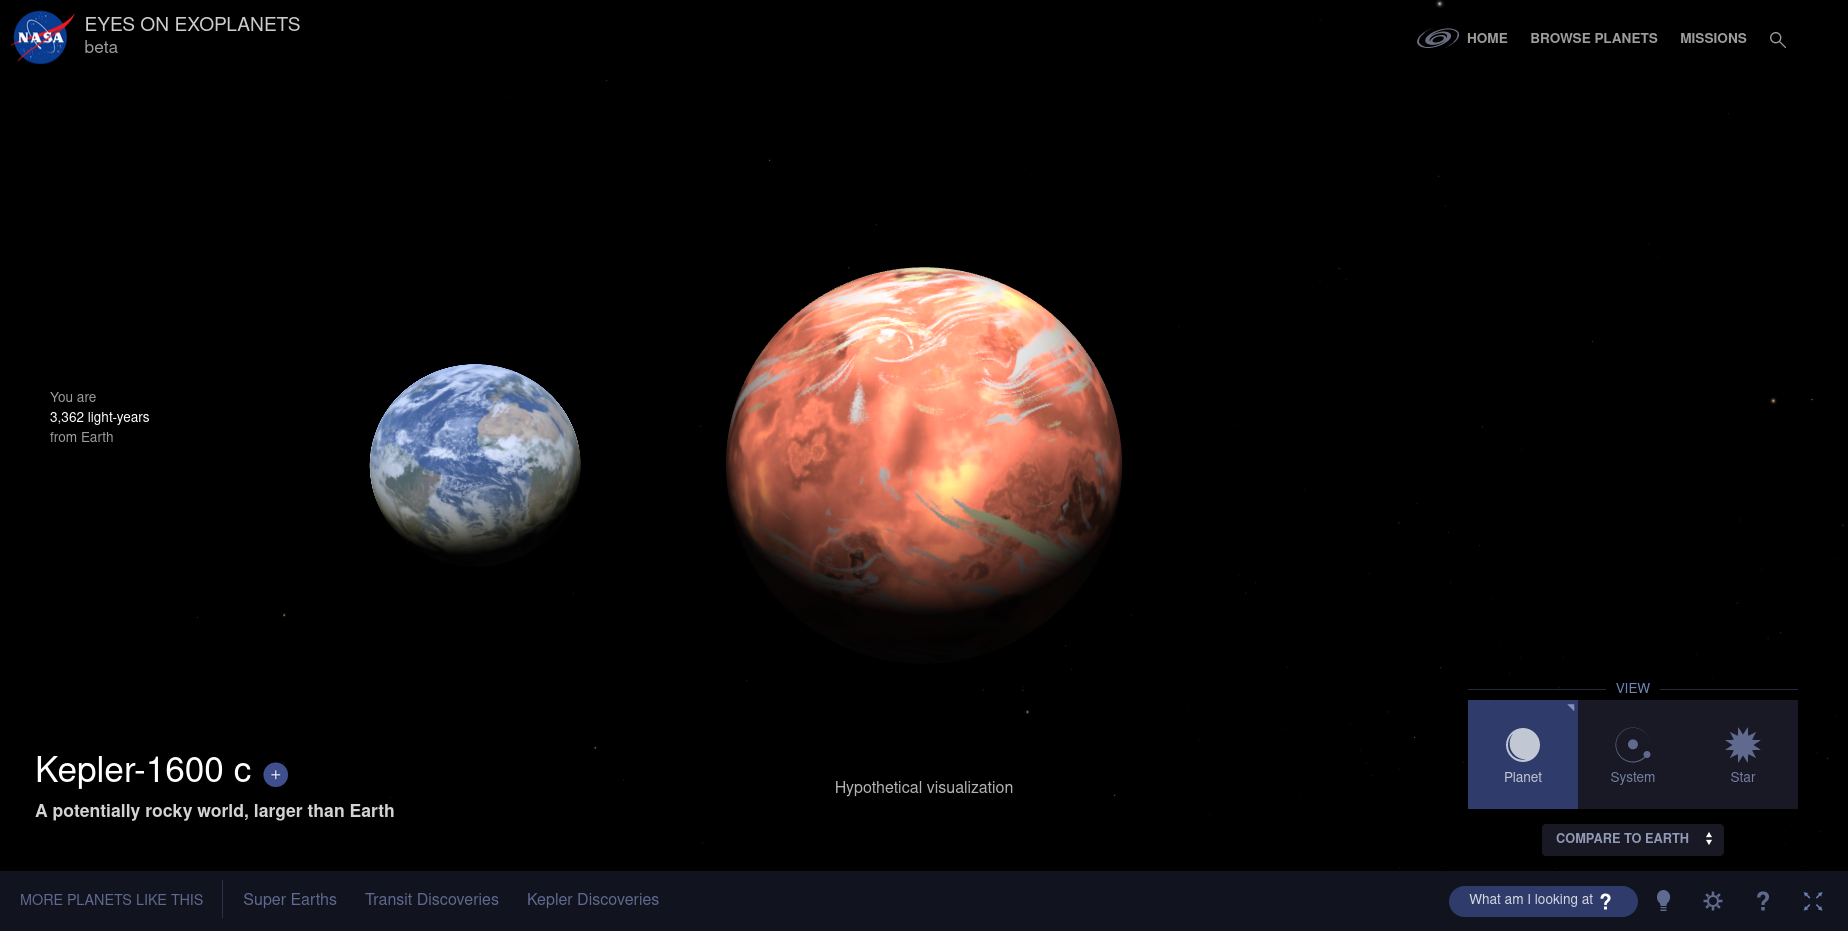 NASA
EYES ON EXOPLANETS
beta
HOME
BROWSE PLANETS
MISSIONS
You are
3,362 light-years
from Earth
Kepler-1600 c +
A potentially rocky world, larger than Earth
Hypothetical visualization
VIEW
Planet
System
Star
COMPARE TO EARTH
MORE PLANETS LIKE THIS
Super Earths
Transit Discoveries
Kepler Discoveries
What am I looking at ?
?